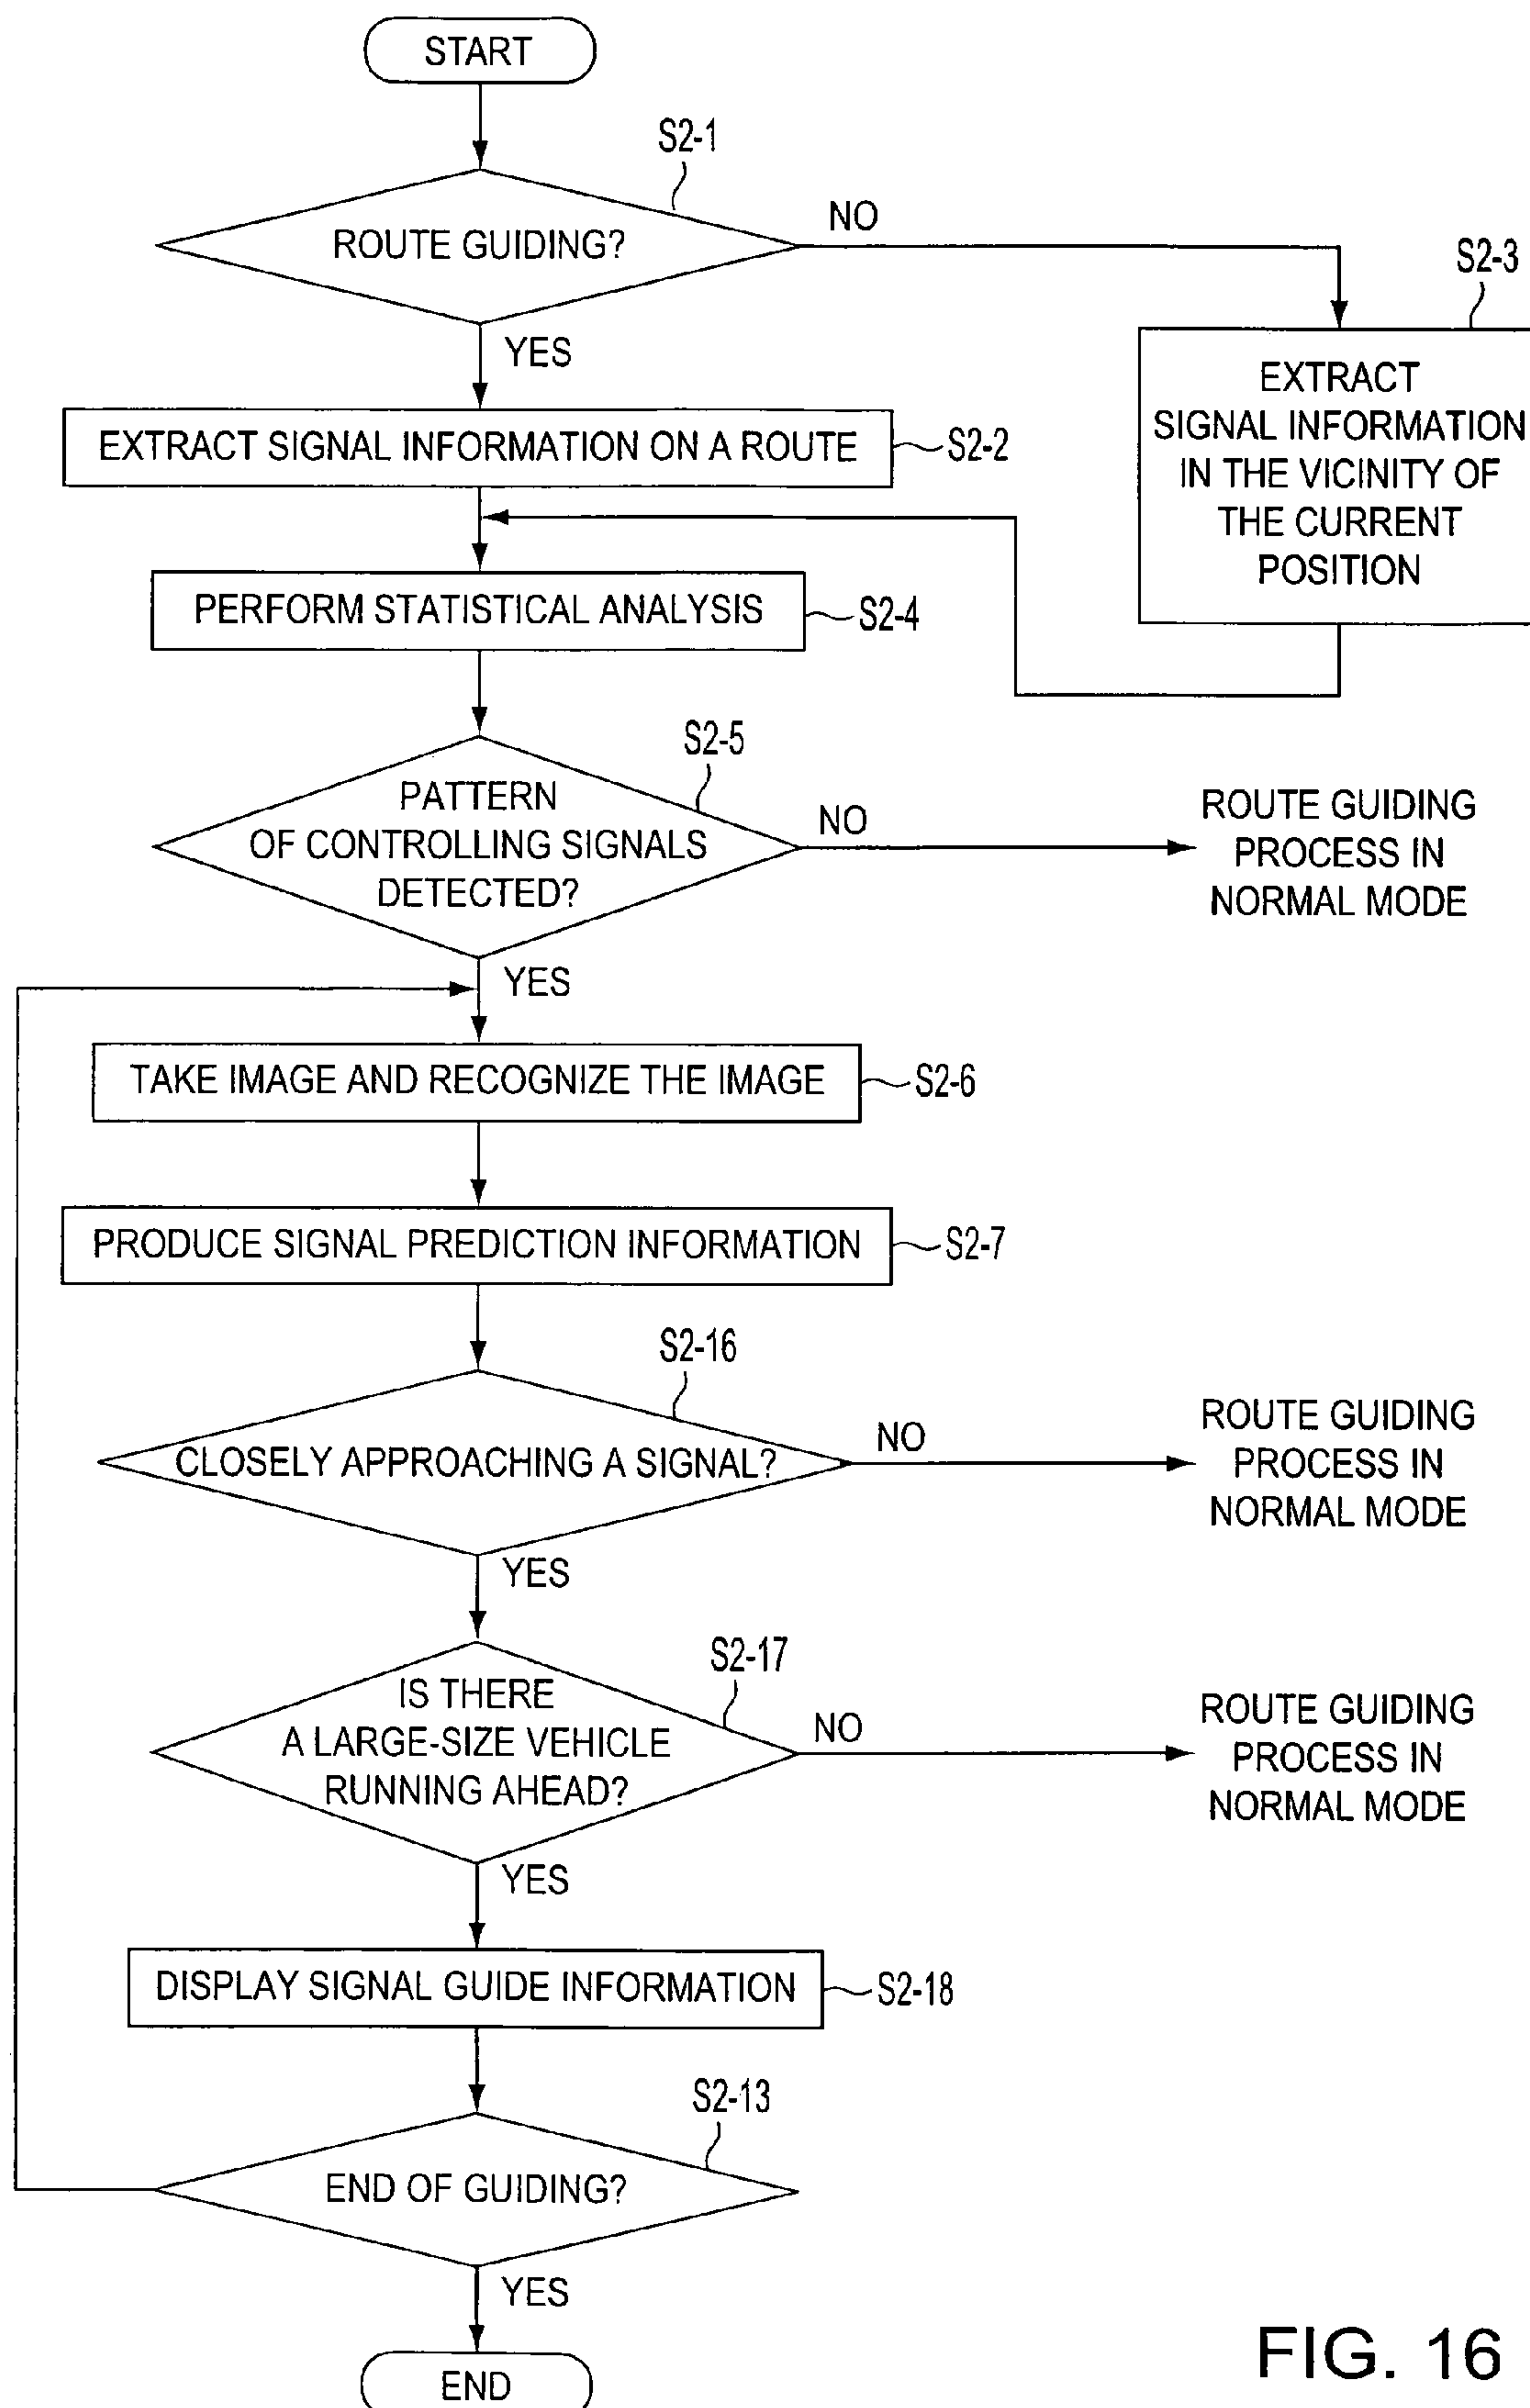 START
S2-1
ROUTE GUIDING?
NO
S2-3
YES
EXTRACT
SIGNAL INFORMATION
IN THE VICINITY OF
THE CURRENT
POSITION
EXTRACT SIGNAL INFORMATION ON A ROUTE
S2-2
PERFORM STATISTICAL ANALYSIS
S2-4
S2-5
PATTERN
OF CONTROLLING SIGNALS
DETECTED?
NO
ROUTE GUIDING
PROCESS IN
NORMAL MODE
YES
TAKE IMAGE AND RECOGNIZE THE IMAGE
S2-6
PRODUCE SIGNAL PREDICTION INFORMATION
S2-7
S2-16
CLOSELY APPROACHING A SIGNAL?
NO
ROUTE GUIDING
PROCESS IN
NORMAL MODE
YES
S2-17
IS THERE
A LARGE-SIZE VEHICLE
RUNNING AHEAD?
NO
ROUTE GUIDING
PROCESS IN
NORMAL MODE
YES
DISPLAY SIGNAL GUIDE INFORMATION
S2-18
S2-13
END OF GUIDING?
YES
END
FIG. 16